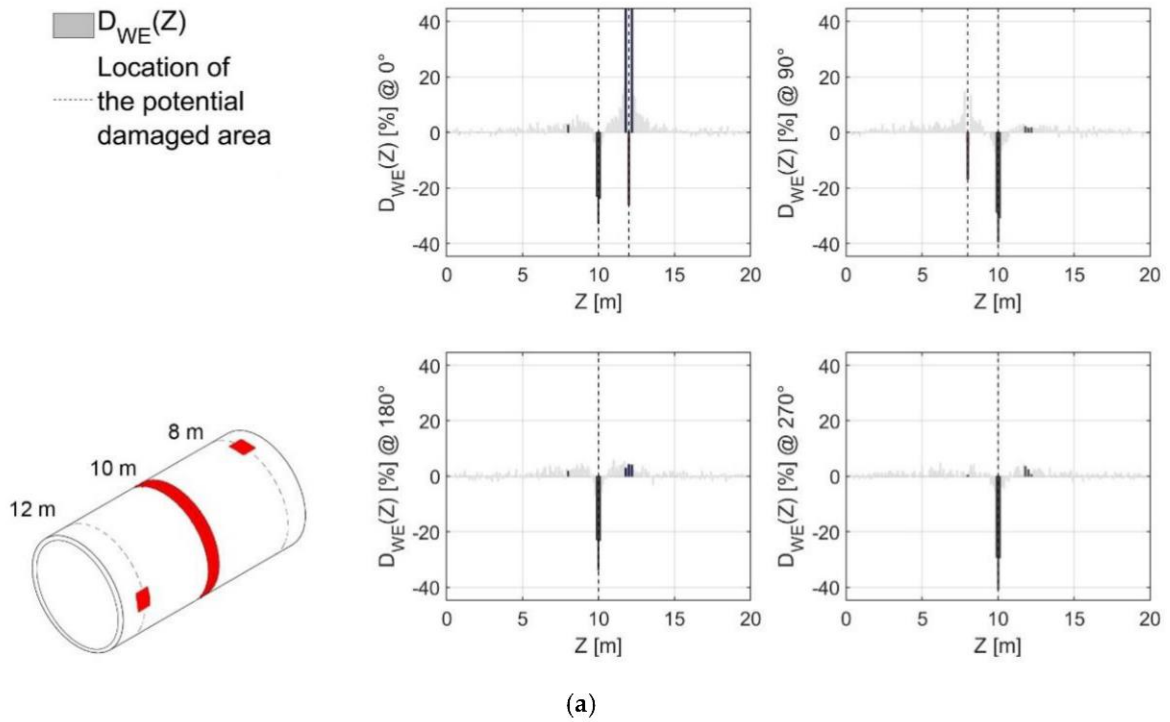 D_WE(Z)
Location of
the potential
damaged area
40
20
0
-20
-40
D_WE(Z) [%] @ 0°
0 5 10 15 20
Z [m]
40
20
0
-20
-40
D_WE(Z) [%] @ 90°
0 5 10 15 20
Z [m]
8 m
10 m
12 m
40
20
0
-20
-40
D_WE(Z) [%] @ 180°
0 5 10 15 20
Z [m]
40
20
0
-20
-40
D_WE(Z) [%] @ 270°
0 5 10 15 20
Z [m]
(a)